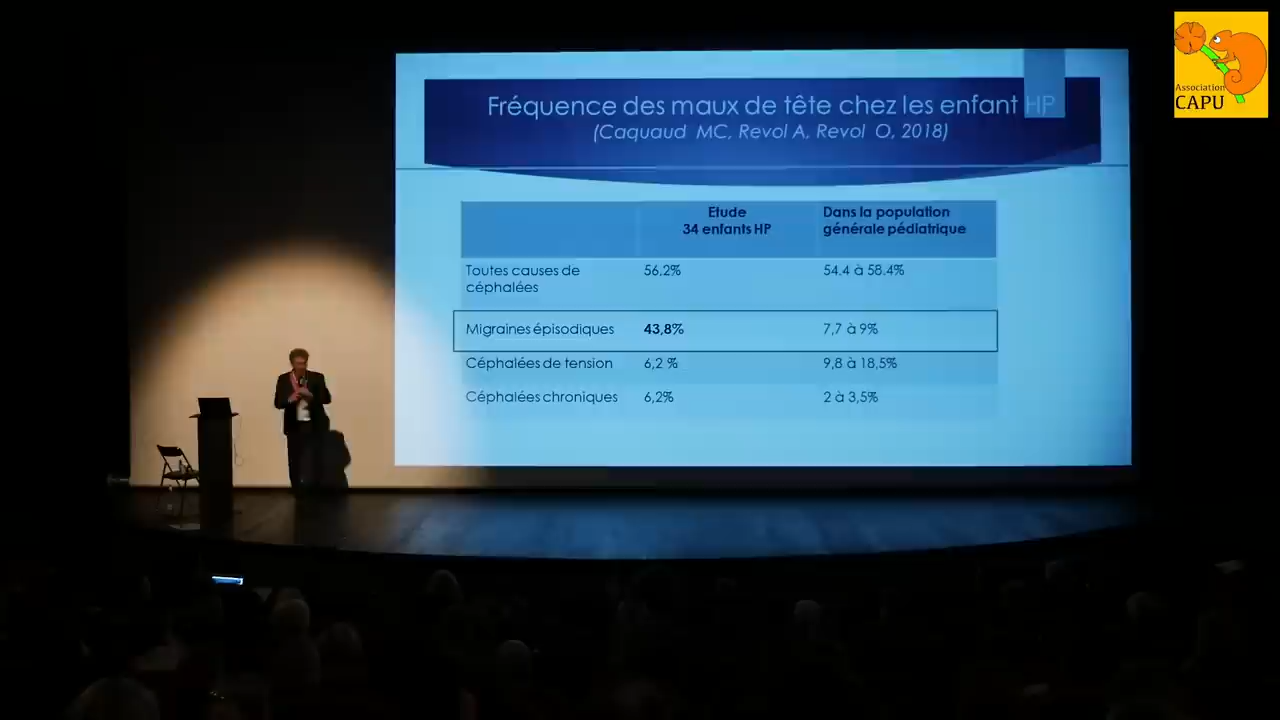 Association
CAPU
Fréquence des maux de tête chez les enfant HP
(Caquaud MC, Revol A, Revol O, 2018)
Etude
34 enfants HP
Dans la population
générale pédiatrique
Toutes causes de
céphalées
56,2%
54.4 à 58.4%
Migraines épisodiques
43,8%
7,7 à 9%
Céphalées de tension
6,2 %
9,8 à 18,5%
Céphalées chroniques
6,2%
2 à 3,5%